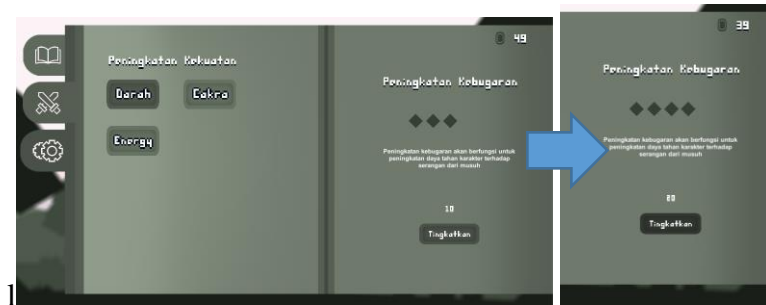 49
Peningkatan Kekuatan
Darah
Cakra
Energy
Peningkatan Kebugaran
Peningkatan kebugaran akan berfungsi untuk
peningkatan daya tahan karakter terhadap
serangan dari musuh
10
Tingkatkan
39
Peningkatan Kebugaran
Peningkatan kebugaran akan berfungsi untuk
peningkatan daya tahan karakter terhadap
serangan dari musuh
20
Tingkatkan
l